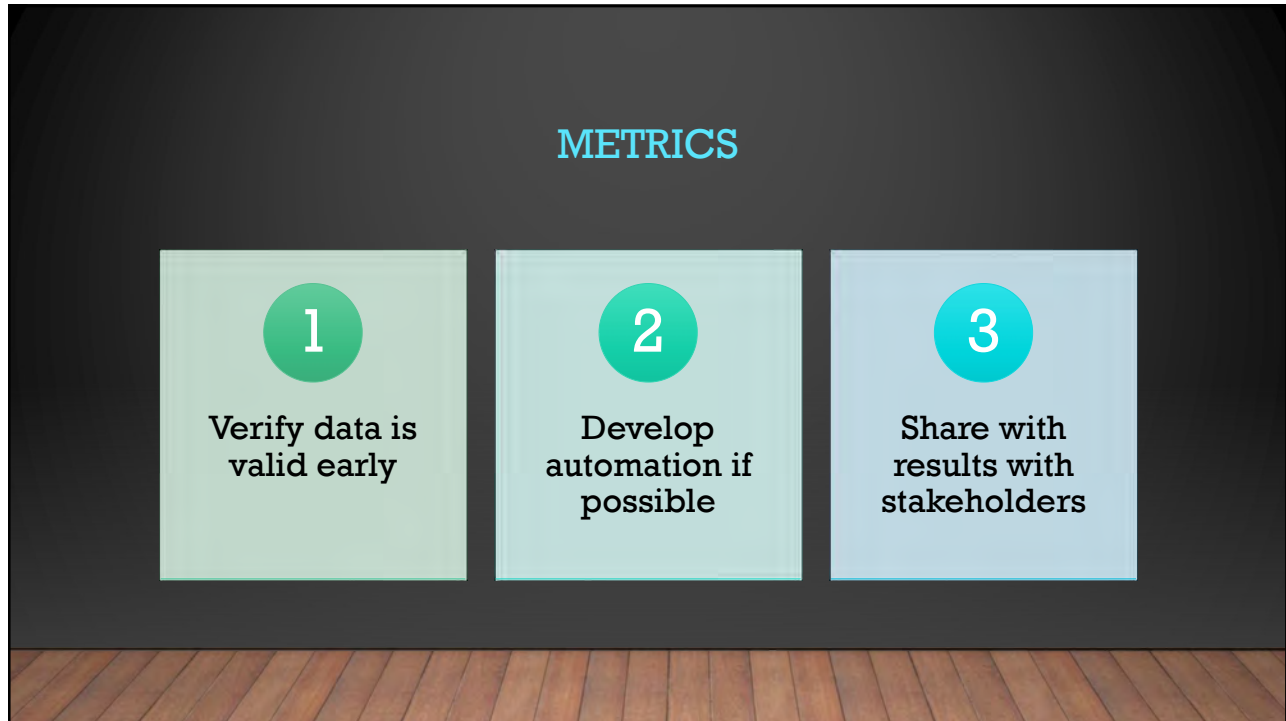 METRICS
1
Verify data is
valid early
2
Develop
automation if
possible
3
Share with
results with
stakeholders